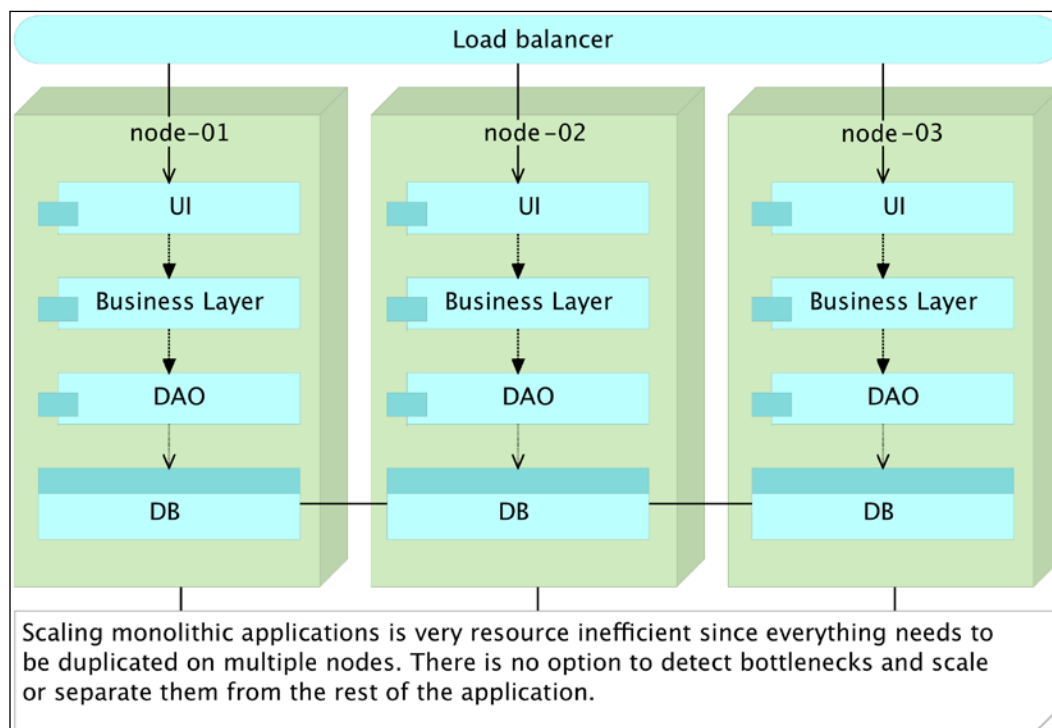 Load balancer
node-01
node-02
node-03
UI
UI
UI
Business Layer
Business Layer
Business Layer
DAO
DAO
DAO
DB
DB
DB
Scaling monolithic applications is very resource inefficient since everything needs to
be duplicated on multiple nodes. There is no option to detect bottlenecks and scale
or separate them from the rest of the application.